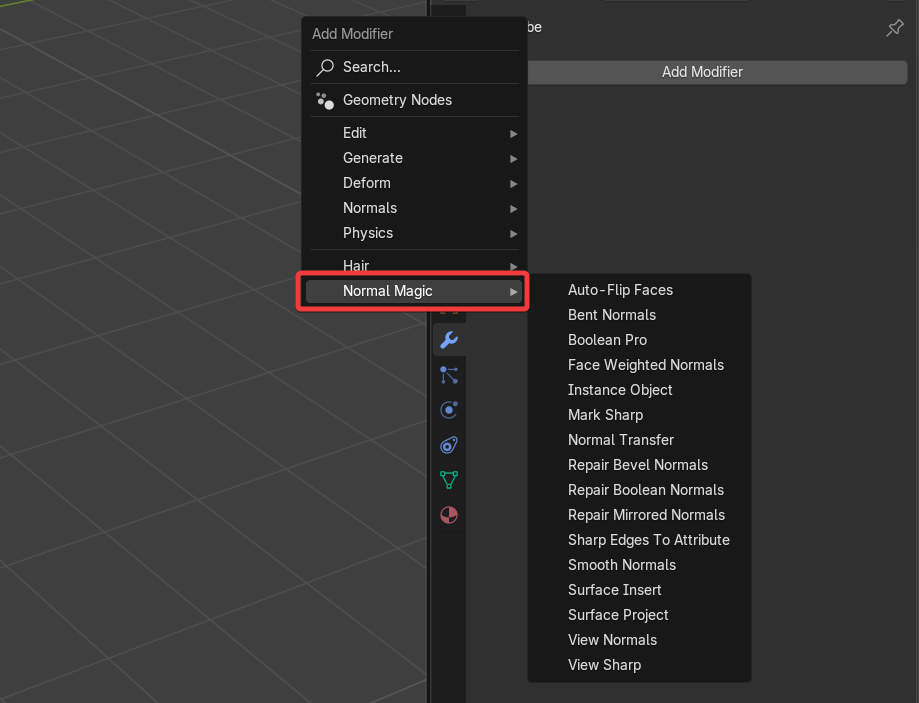 Add Modifier
be
Search...
Add Modifier
Geometry Nodes
Edit
Generate
Deform
Normals
Physics
Hair
Normal Magic
Auto-Flip Faces
Bent Normals
Boolean Pro
Face Weighted Normals
Instance Object
Mark Sharp
Normal Transfer
Repair Bevel Normals
Repair Boolean Normals
Repair Mirrored Normals
Sharp Edges To Attribute
Smooth Normals
Surface Insert
Surface Project
View Normals
View Sharp